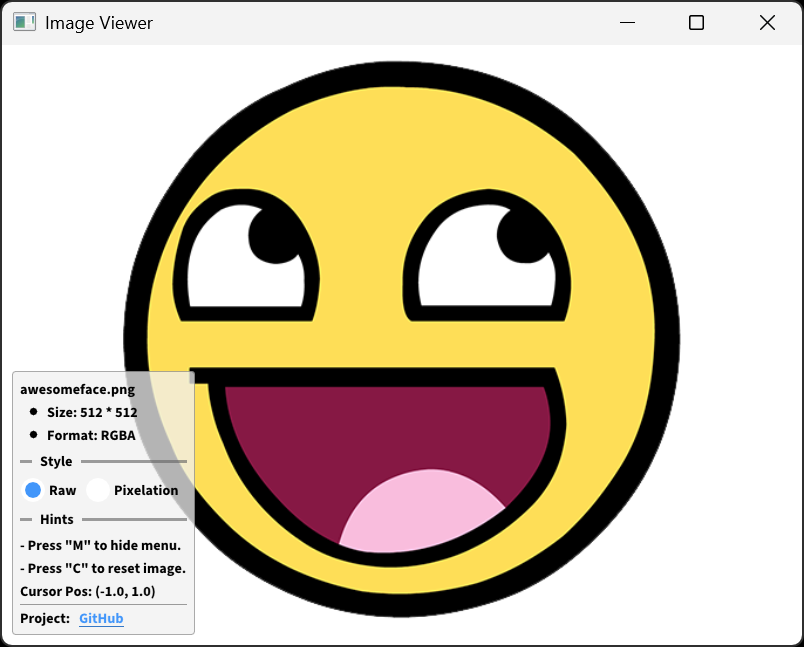 Image Viewer
awesomeface.png
Size: 512 * 512
Format: RGBA
Style
Raw Pixelation
Hints
- Press "M" to hide menu.
- Press "C" to reset image.
Cursor Pos: (-1.0, 1.0)
Project: GitHub